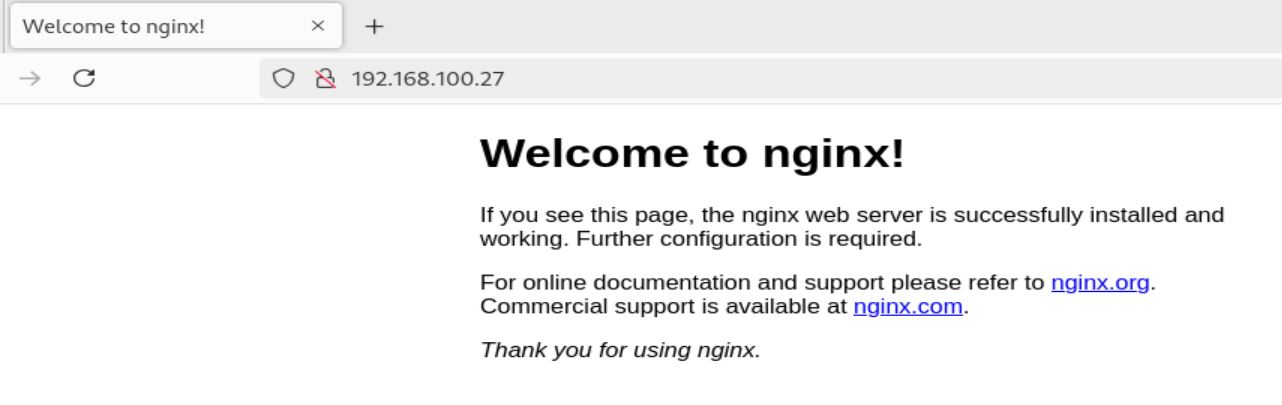 Welcome to nginx!
192.168.100.27
Welcome to nginx!
If you see this page, the nginx web server is successfully installed and
working. Further configuration is required.
For online documentation and support please refer to nginx.org.
Commercial support is available at nginx.com.
Thank you for using nginx.